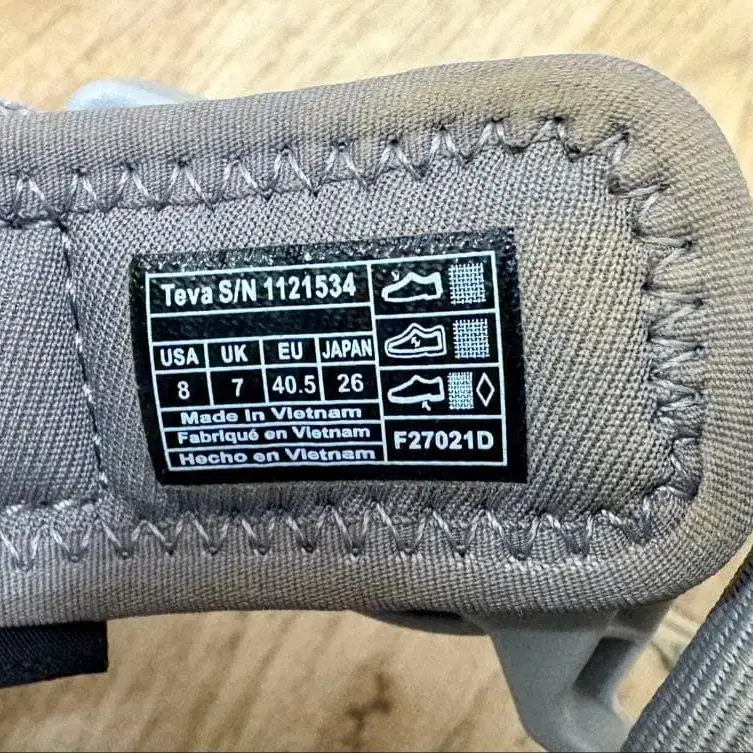 Teva S/N 1121534
USA UK EU JAPAN
8 7 40.5 26
Made in Vietnam
Fabriqué en Vietnam
Hecho en Vietnam
F27021D